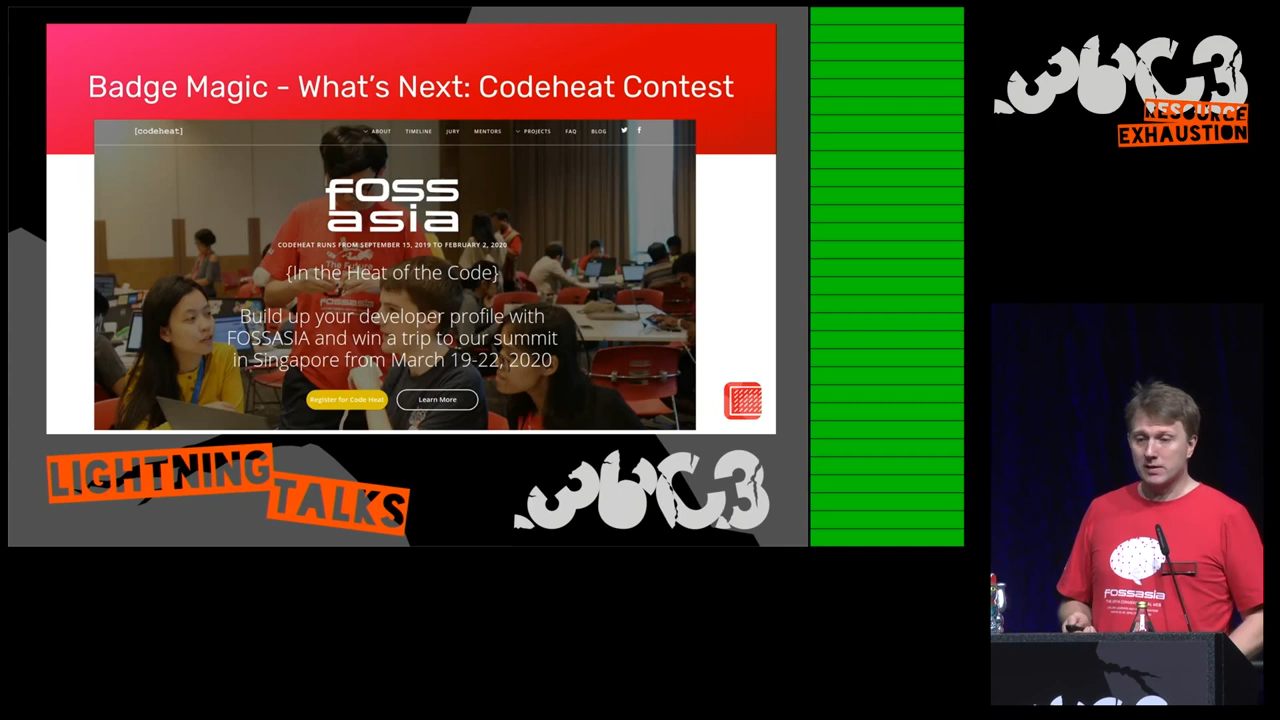 Badge Magic - What's Next: Codeheat Contest
[codeheat]
ABOUT TIMELINE JURY MENTORS PROJECTS FAQ BLOG
foss
asia
CODEHEAT RUNS FROM SEPTEMBER 15, 2019 TO FEBRUARY 2, 2020
{In the Heat of the Code}
Build up your developer profile with
FOSSASIA and win a trip to our summit
in Singapore from March 19-22, 2020
Register for Code Heat Learn More
LIGHTNING
TALKS
36C3
36C3
RESOURCE
EXHAUSTION
fossasia